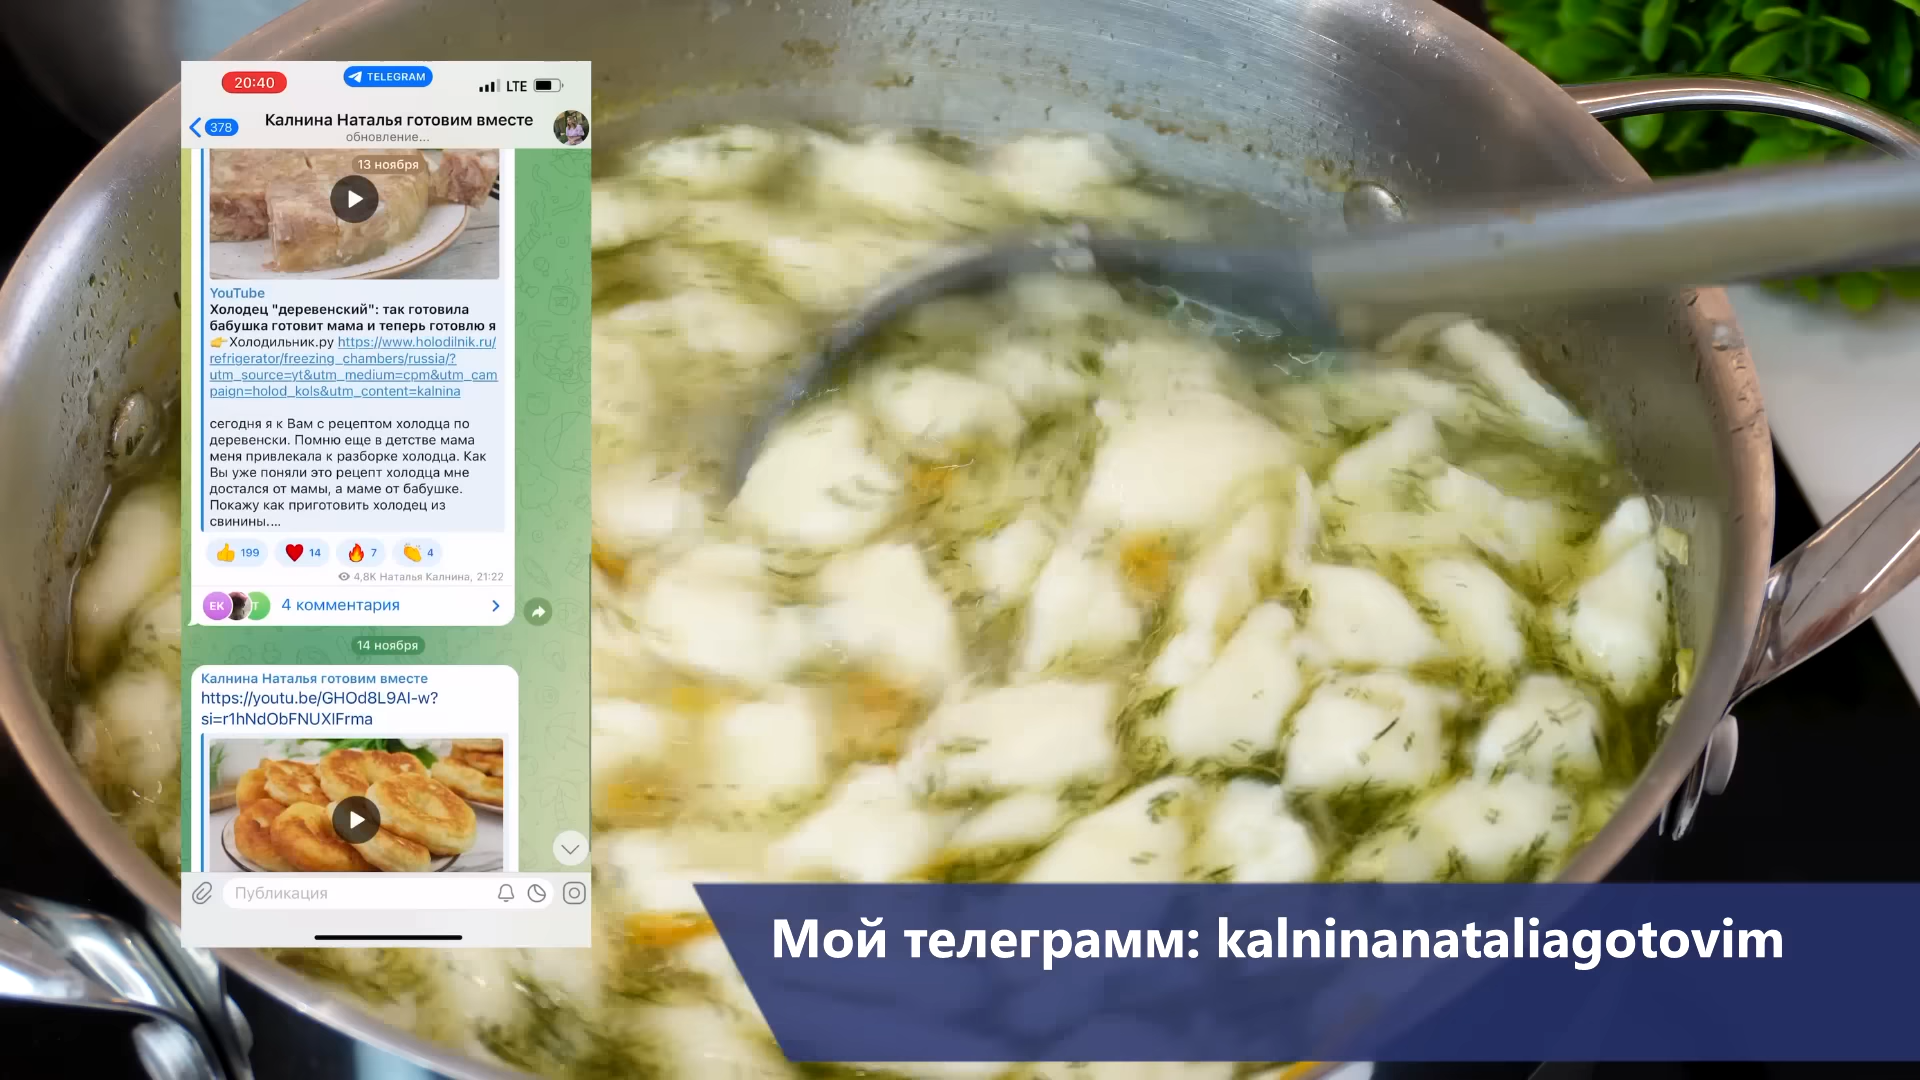 20:40
TELEGRAM
LTE
378
Калнина Наталья готовим вместе
обновление...
13 ноября
YouTube
Холодец "деревенский": так готовила
бабушка готовит мама и теперь готовлю я
👉Холодильник.ру https://www.holodilnik.ru/
refrigerator/freezing_chambers/russia/?
utm_source=yt&utm_medium=cpm&utm_cam
paign=holod_kols&utm_content=kalnina
сегодня я к Вам с рецептом холодца по
деревенски. Помню еще в детстве мама
меня привлекала к разборке холодца. Как
Вы уже поняли это рецепт холодца мне
достался от мамы, а маме от бабушке.
Покажу как приготовить холодец из
свинины....
👍 199 ❤️ 14 🔥 7 👏 4
4,8K Наталья Калнина, 21:22
ЕК Т 4 комментария
14 ноября
Калнина Наталья готовим вместе
https://youtu.be/GHOd8L9AI-w?
si=r1hNdObFNUXlFrma
Публикация
Мой телеграмм: kalninanataliagotovim